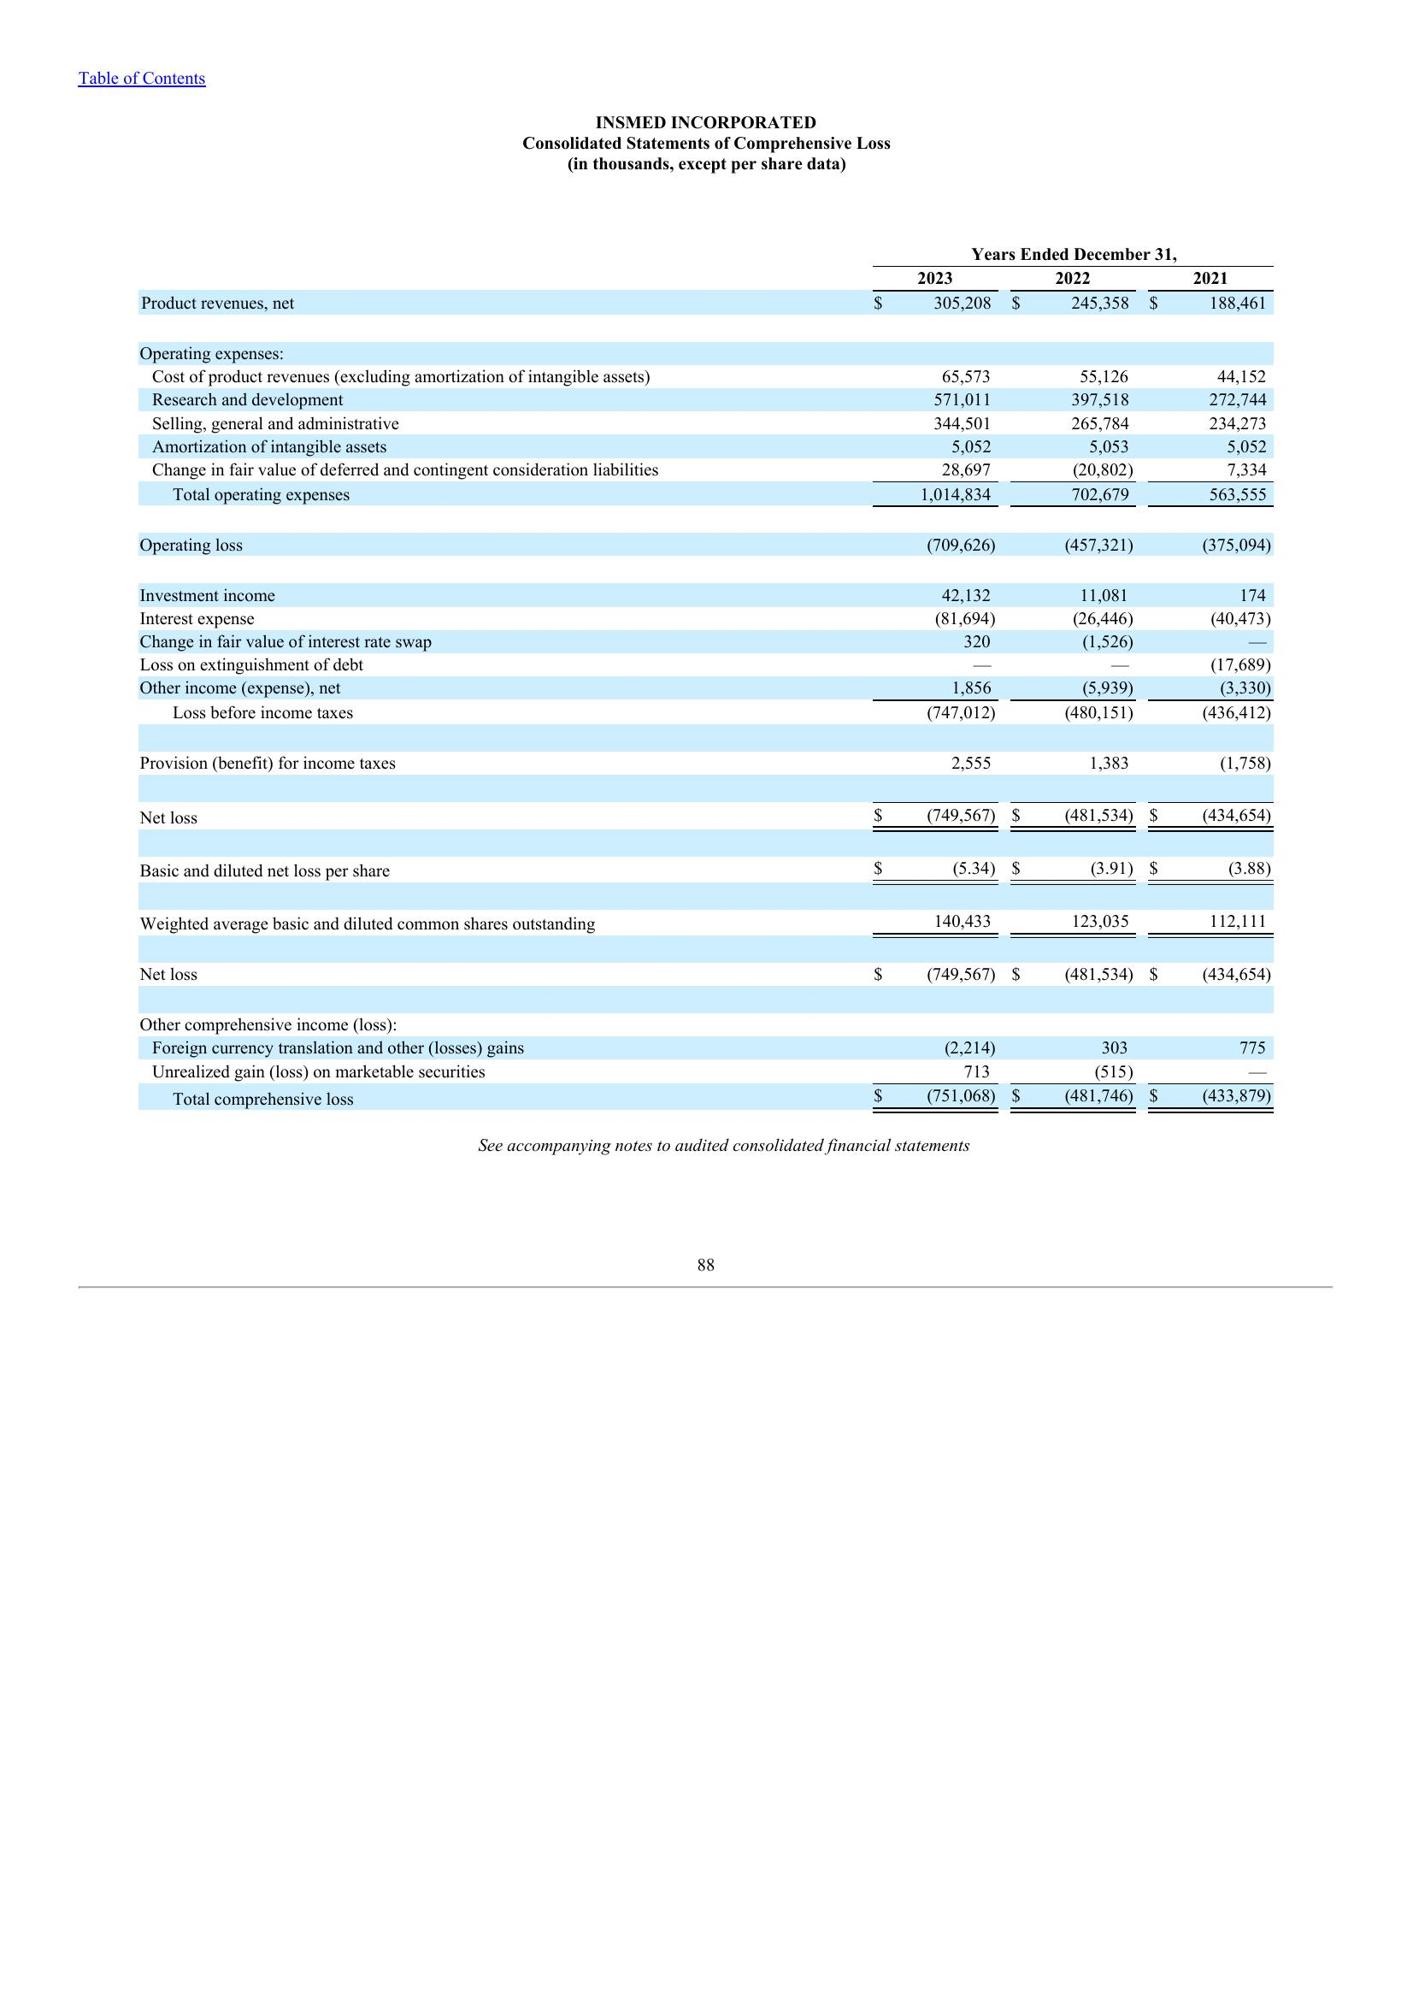 Table of Contents
INSMED INCORPORATED
Consolidated Statements of Comprehensive Loss
(in thousands, except per share data)
Years Ended December 31,
2023 2022 2021
Product revenues, net $ 305,208 $ 245,358 $ 188,461
Operating expenses:
Cost of product revenues (excluding amortization of intangible assets) 65,573 55,126 44,152
Research and development 571,011 397,518 272,744
Selling, general and administrative 344,501 265,784 234,273
Amortization of intangible assets 5,052 5,053 5,052
Change in fair value of deferred and contingent consideration liabilities 28,697 (20,802) 7,334
Total operating expenses 1,014,834 702,679 563,555
Operating loss (709,626) (457,321) (375,094)
Investment income 42,132 11,081 174
Interest expense (81,694) (26,446) (40,473)
Change in fair value of interest rate swap 320 (1,526) —
Loss on extinguishment of debt — — (17,689)
Other income (expense), net 1,856 (5,939) (3,330)
Loss before income taxes (747,012) (480,151) (436,412)
Provision (benefit) for income taxes 2,555 1,383 (1,758)
Net loss $ (749,567) $ (481,534) $ (434,654)
Basic and diluted net loss per share $ (5.34) $ (3.91) $ (3.88)
Weighted average basic and diluted common shares outstanding 140,433 123,035 112,111
Net loss $ (749,567) $ (481,534) $ (434,654)
Other comprehensive income (loss):
Foreign currency translation and other (losses) gains (2,214) 303 775
Unrealized gain (loss) on marketable securities 713 (515) —
Total comprehensive loss $ (751,068) $ (481,746) $ (433,879)
See accompanying notes to audited consolidated financial statements
88